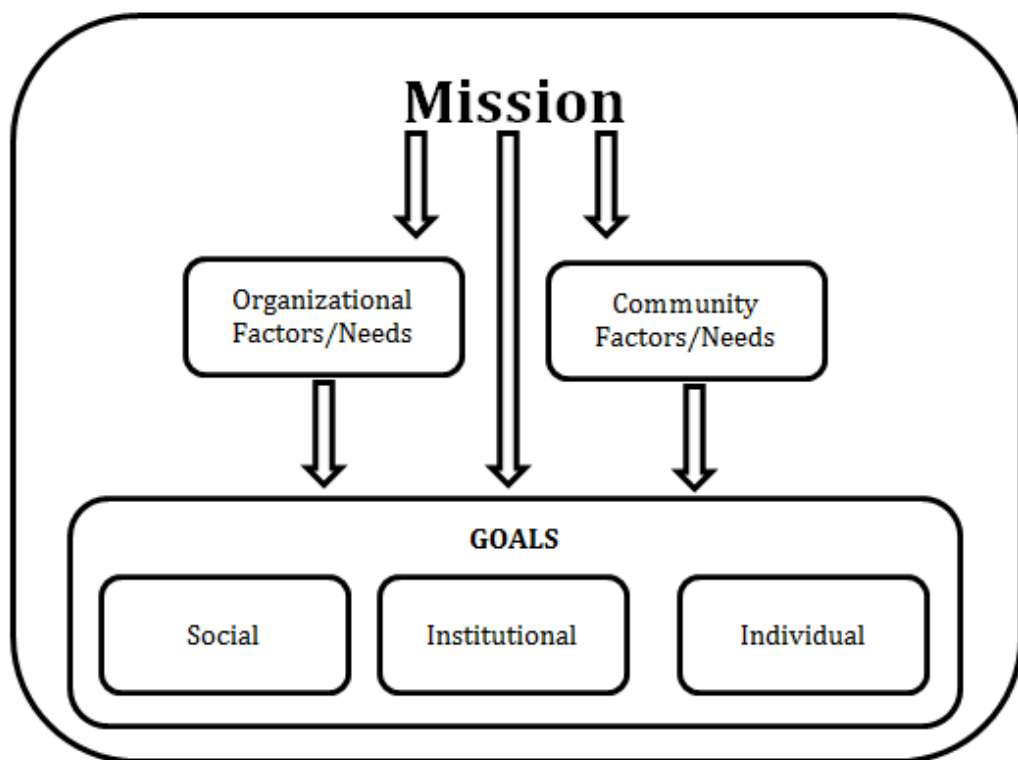 Mission
Organizational
Factors/Needs
Community
Factors/Needs
GOALS
Social
Institutional
Individual